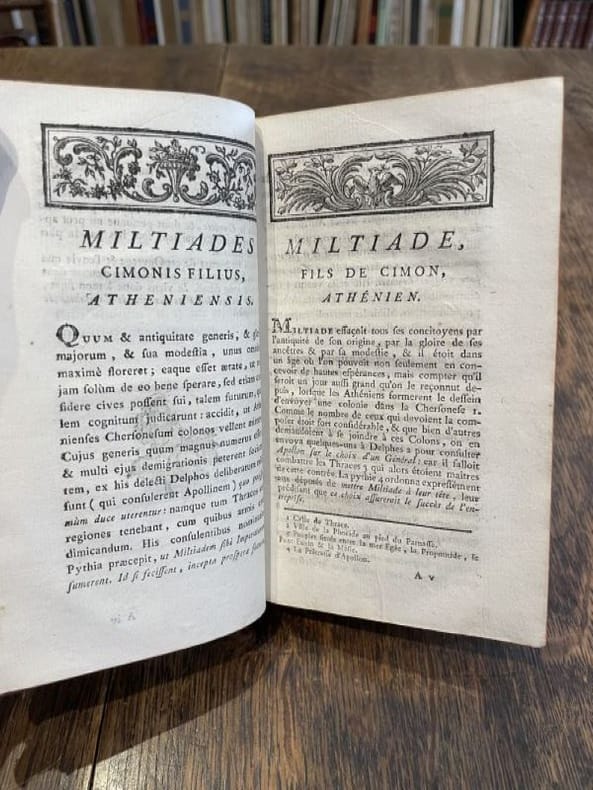 MILTIADES
CIMONIS FILIUS,
ATHENIENSIS.
QUUM & antiquitate generis, &
majorum, & sua modestia, unus
maximè floreret; eaque esset ætate, ut
jam solùm de eo bene sperare, sed etiam
sidere cives possent sui, talem futurum,
lem cognitum judicarunt: accidit, ut
nienses Chersonesum colonos vellent
Cujus generis quum magnus numerus
& multi ejus demigrationis peterent
tem, ex his delecti Delphos deliberatum
sunt (qui consulerent Apollinem) quo
mùm duce uterentur: namque tum Thraces
regiones tenebant, cum quibus armis
dimicandum. His consulentibus
Pythia præcepit, ut Miltiadem sibi
sumerent. Id si fecissent, incepta prospera
MILTIADE,
FILS DE CIMON,
ATHÉNIEN.
MILTIADE effaçoit tous ses concitoyens par
l'antiquité de son origine, par la gloire de ses
ancêtres & par sa modestie, & il étoit dans
un âge où l'on pouvoit non seulement en con-
cevoir de hautes espérances, mais compter qu'il
seroit un jour aussi grand qu'on le reconnut de-
puis, lorsque les Athéniens formerent le dessein
d'envoyer une colonie dans la Chersonese 1.
Comme le nombre de ceux qui devoient la com-
poser étoit fort considérable, & que bien d'autres
demandoient à se joindre à ces Colons, on en
envoya quelques-uns à Delphes 2 pour consulter
Apollon sur le choix d'un Général; car il falloit
combattre les Thraces 3 qui alors étoient maîtres
de cette contrée. La pythie 4 ordonna expressément
aux députés de mettre Miltiade à leur tête, leur
prédisant que ce choix assureroit le succès de l'en-
treprise.
1 Celle de Thrace.
2 Ville de la Phocide au pied du Parnasse.
3 Peuples situés entre la mer Egée, la Propontide, le
Pont Euxin & la Mésie.
4 La Prêtresse d'Apollon.
A v